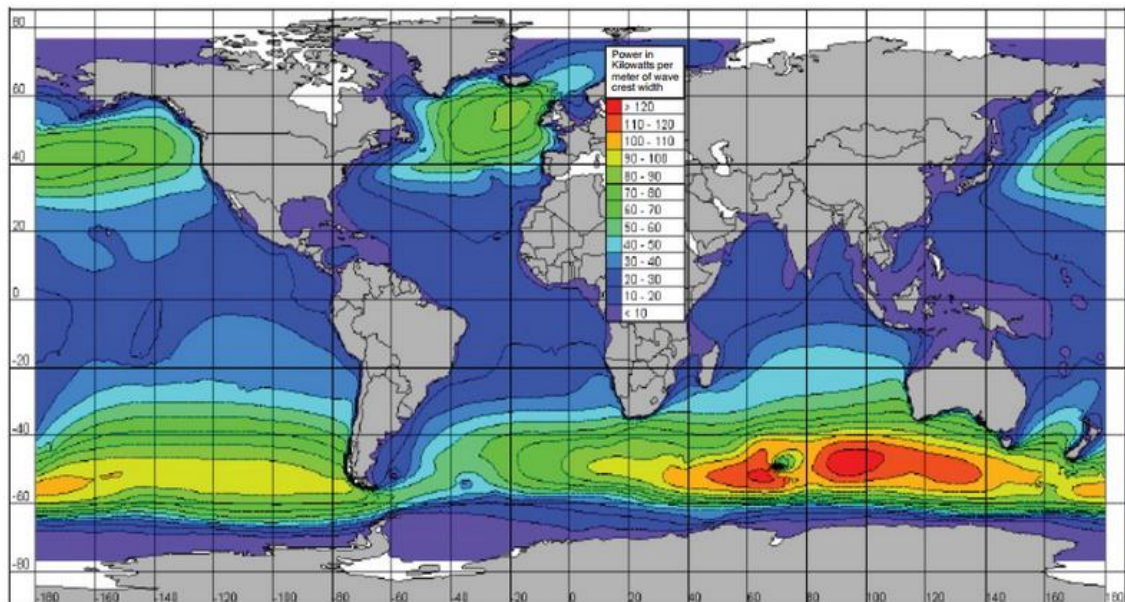 80
60
40
20
0
-20
-40
-60
-80
Power in
Kilowatts per
meter of wave
crest width
> 120
110 - 120
100 - 110
90 - 100
80 - 90
70 - 80
60 - 70
50 - 60
40 - 50
30 - 40
20 - 30
10 - 20
< 10
-180 -160 -140 -120 -100 -80 -60 -40 -20 0 20 40 60 80 100 120 140 160 180